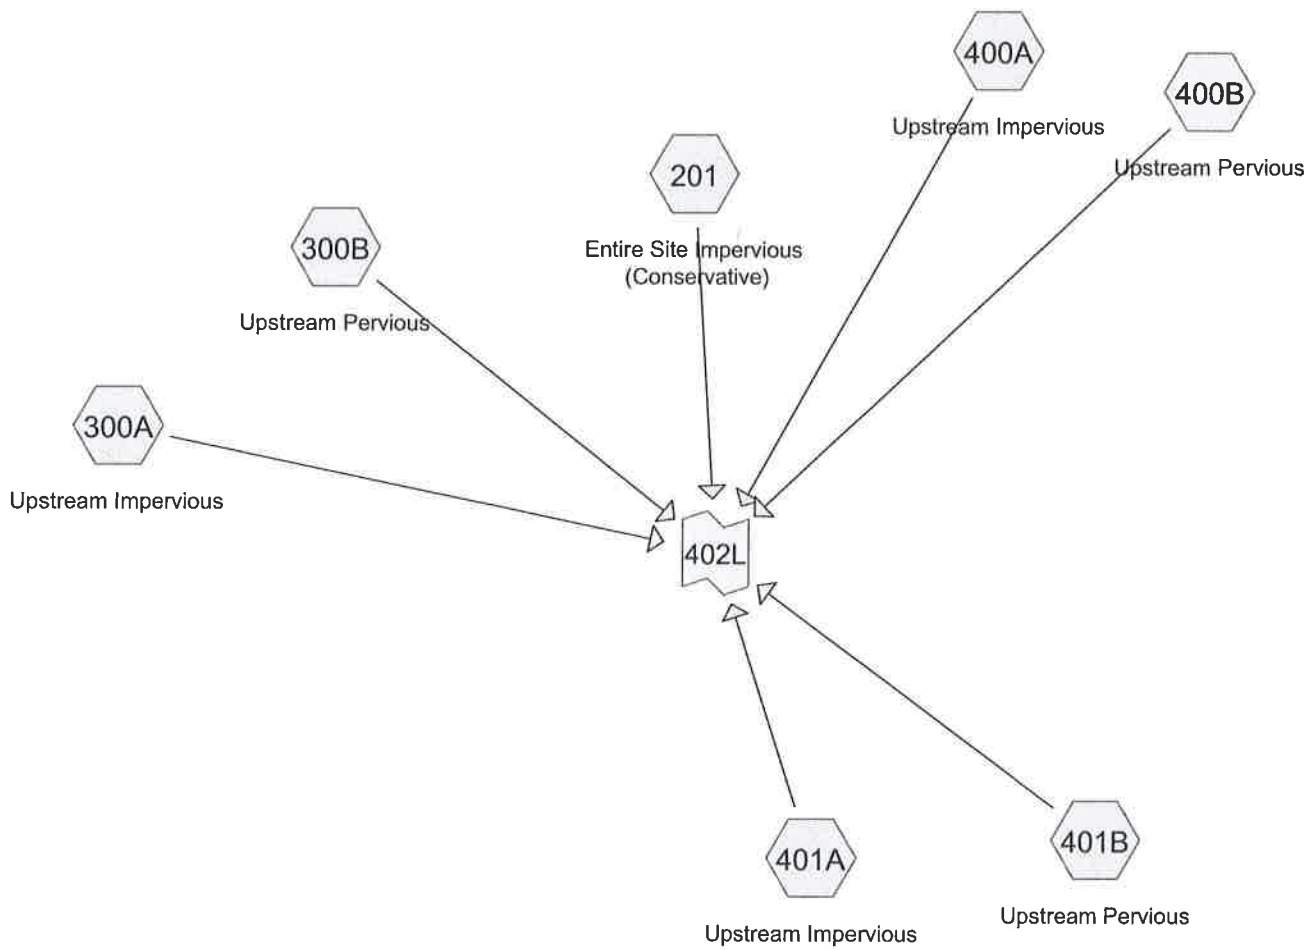 400A
Upstream Impervious
400B
Upstream Pervious
201
Entire Site Impervious
(Conservative)
300B
Upstream Pervious
300A
Upstream Impervious
402L
401A
Upstream Impervious
401B
Upstream Pervious